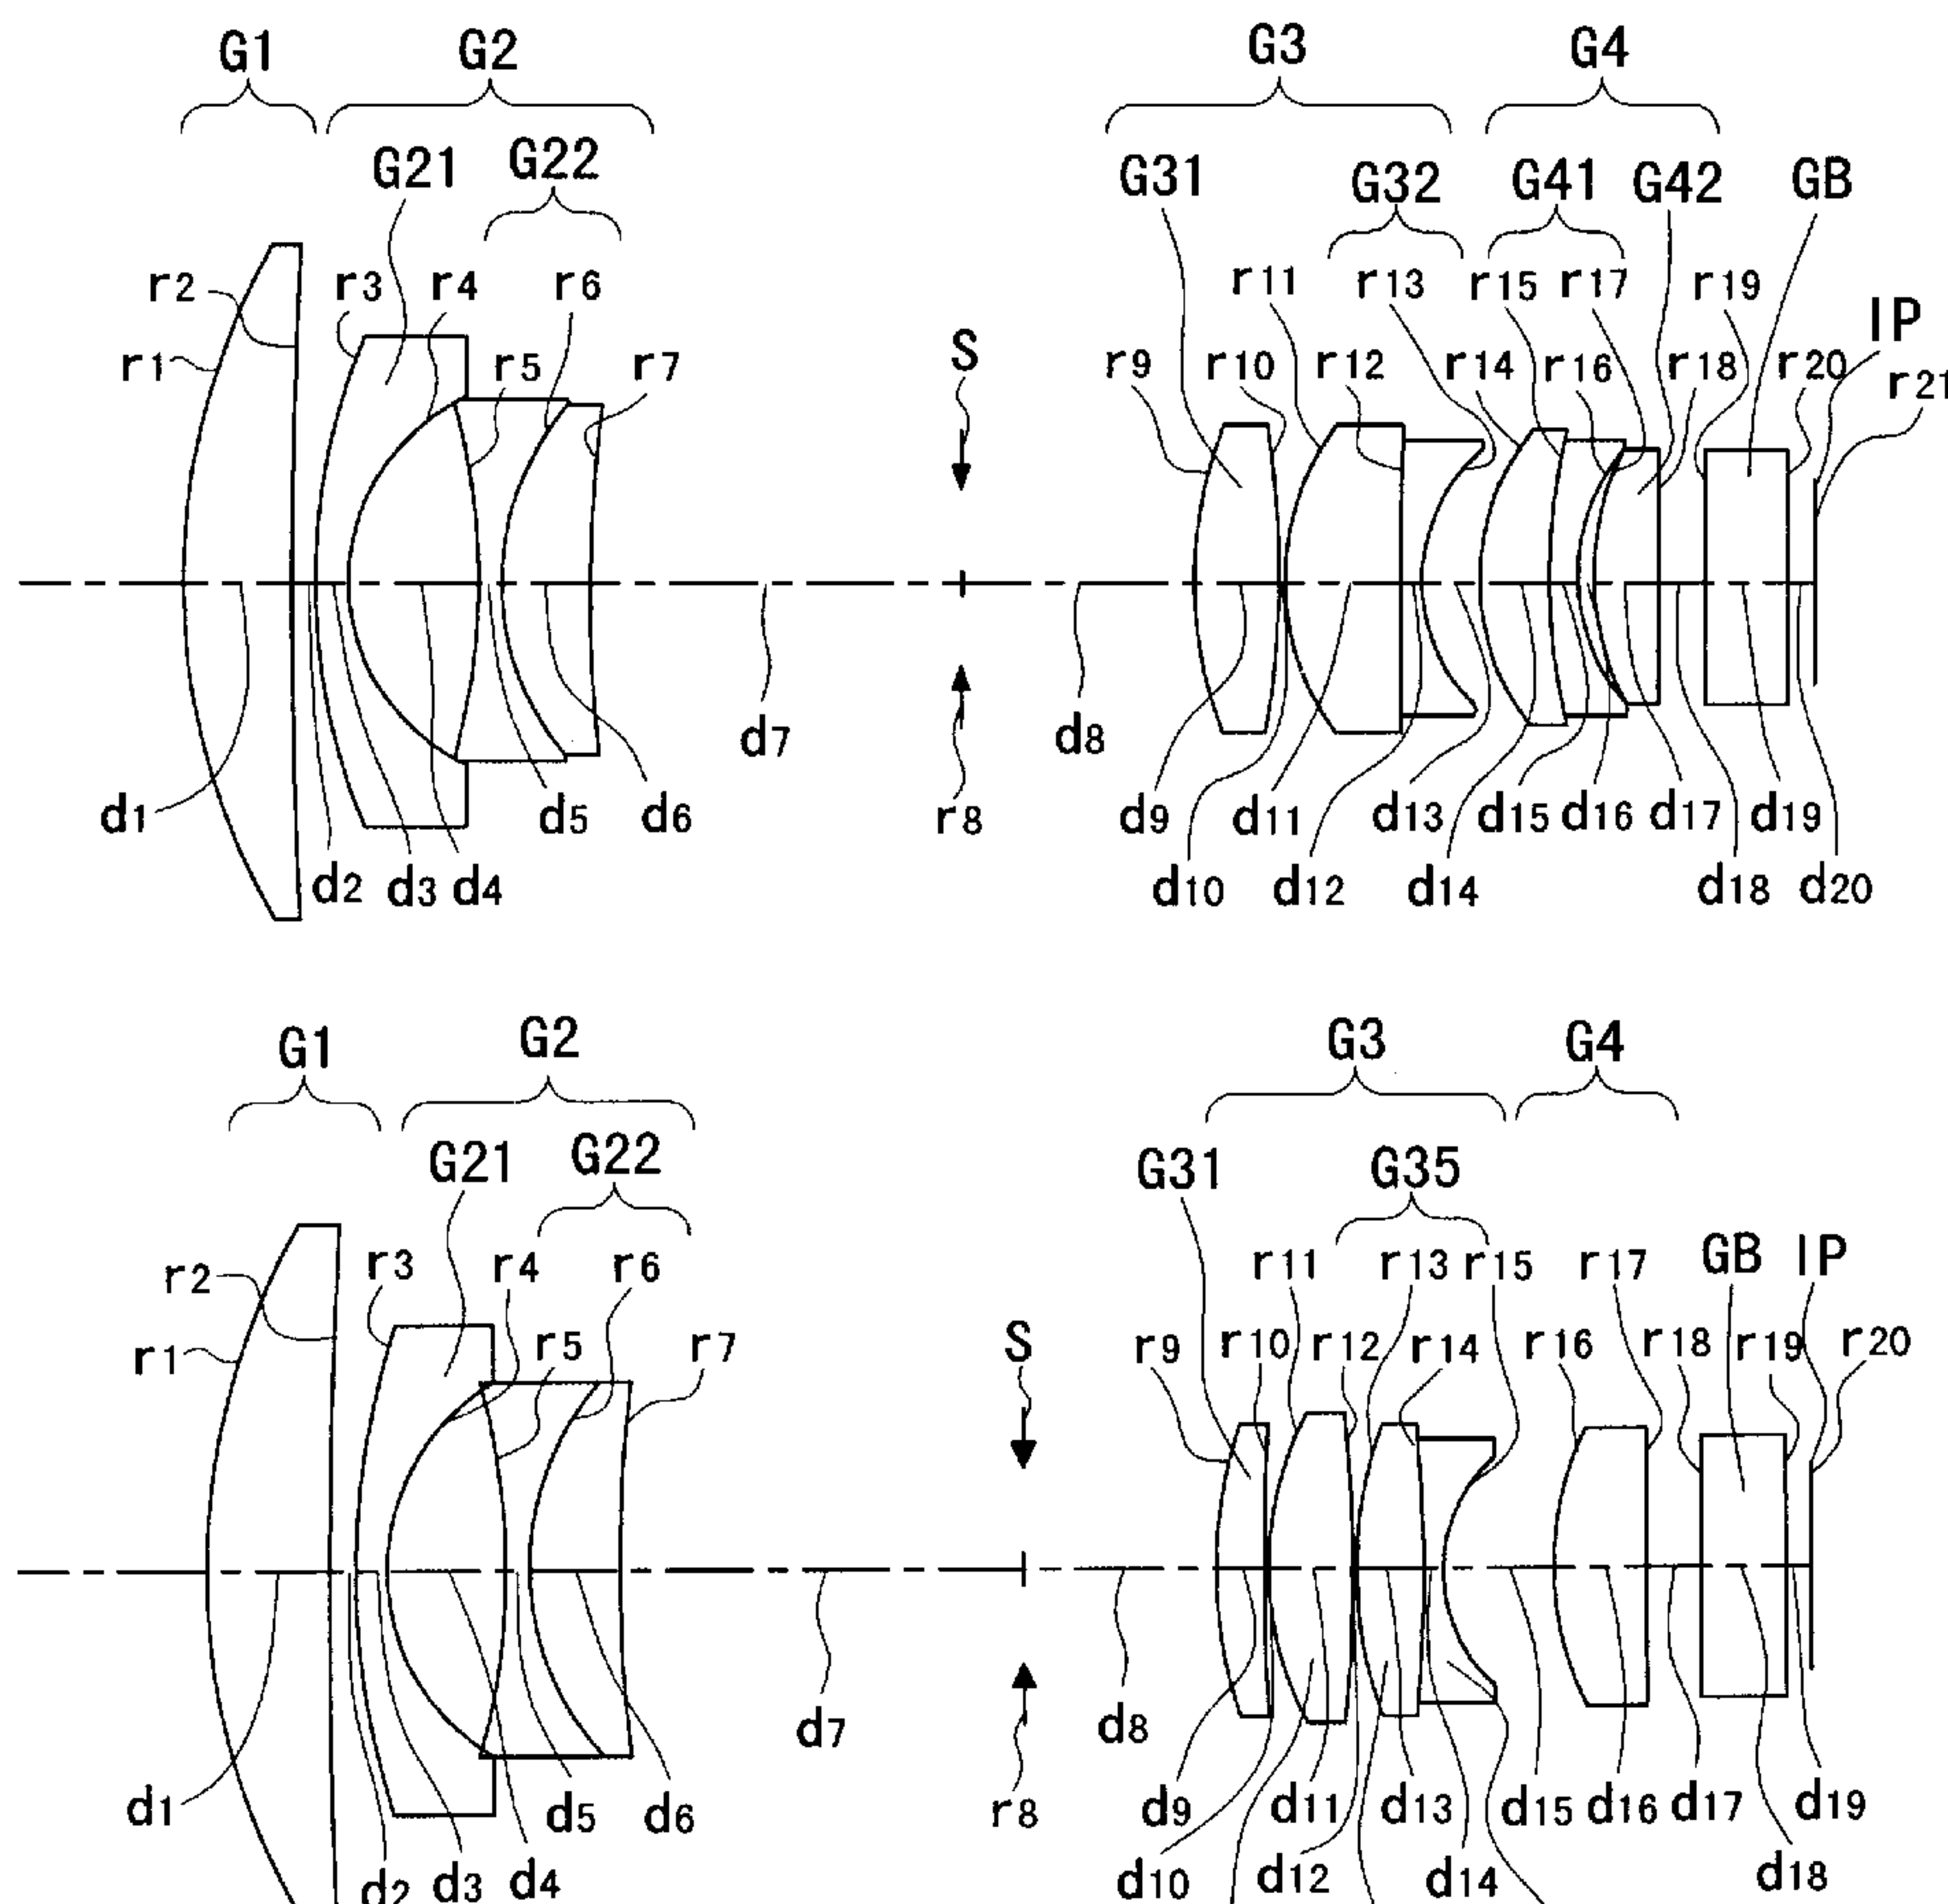 G1 G2 G3 G4
G21 G22 G31 G32 G41 G42 GB
r1 r2 r3 r4 r5 r6 r7 S r9 r10 r11 r12 r13 r14 r15 r16 r17 r18 r19 r20 IP r21
d1 d2 d3 d4 d5 d6 d7 r8 d8 d9 d10 d11 d12 d13 d14 d15 d16 d17 d18 d19 d20
G1 G2 G3 G4
G21 G22 G31 G35
r1 r2 r3 r4 r5 r6 r7 S r9 r10 r11 r12 r13 r14 r15 r16 r17 r18 GB r19 IP r20
d1 d2 d3 d4 d5 d6 d7 r8 d8 d9 d10 d11 d12 d13 d14 d15 d16 d17 d18 d19